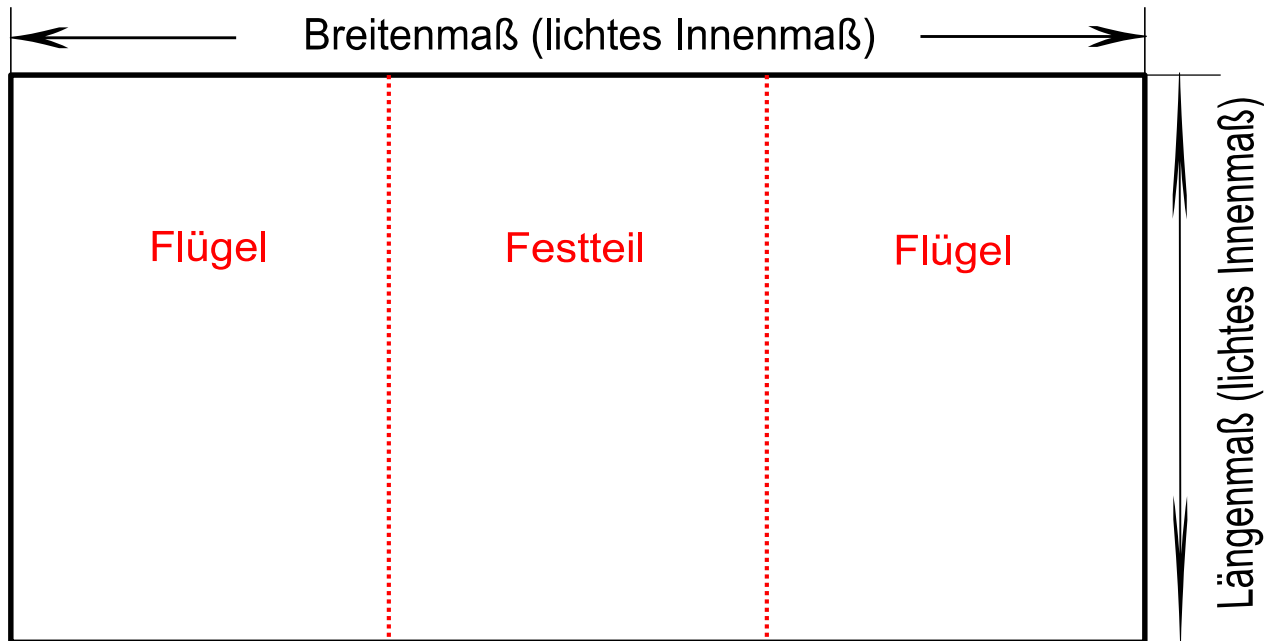 Breitenmaß (lichtes Innenmaß)
Flügel
Festteil
Flügel
Längenmaß (lichtes Innenmaß)